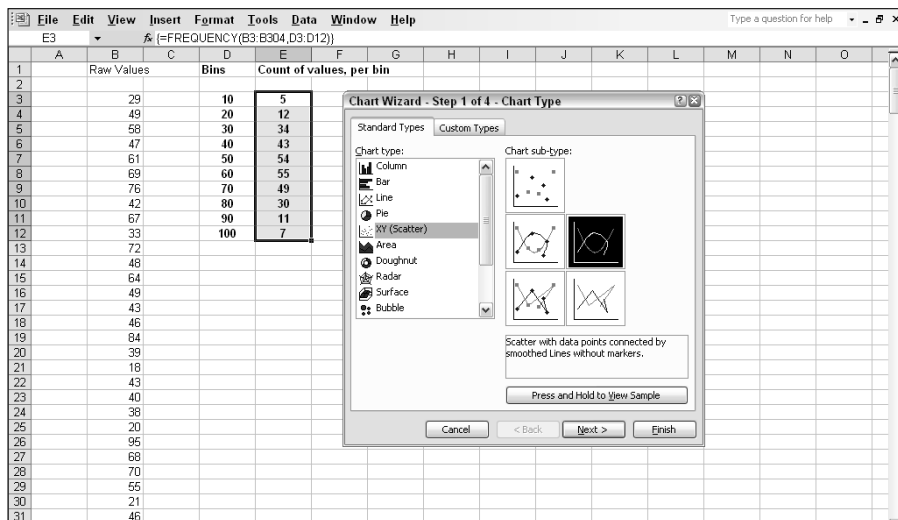 File Edit View Insert Format Tools Data Window Help Type a question for help
E3 fx {=FREQUENCY(B3:B304,D3:D12)}
A B C D E F G H I J K L M N O
1 Raw Values Bins Count of values, per bin
2
3 29 10 5
4 49 20 12
5 58 30 34
6 47 40 43
7 61 50 54
8 69 60 55
9 76 70 49
10 42 80 30
11 67 90 11
12 33 100 7
13 72
14 48
15 64
16 49
17 43
18 46
19 84
20 39
21 18
22 43
23 40
24 38
25 20
26 95
27 68
28 70
29 55
30 21
31 46
Chart Wizard - Step 1 of 4 - Chart Type
Standard Types Custom Types
Chart type:
Column
Bar
Line
Pie
XY (Scatter)
Area
Doughnut
Radar
Surface
Bubble
Chart sub-type:
Scatter with data points connected by
smoothed Lines without markers.
Press and Hold to View Sample
Cancel < Back Next > Finish